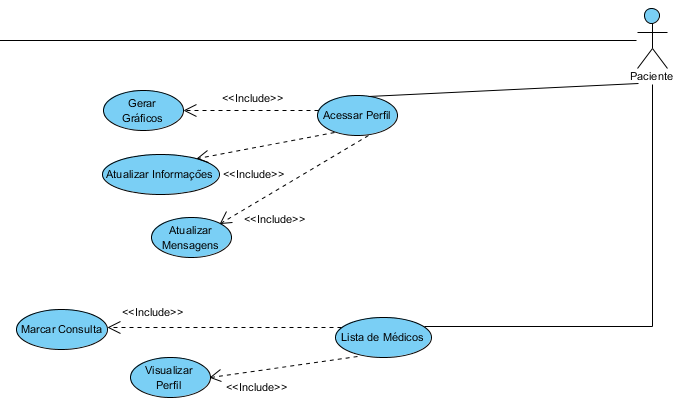 Paciente
<<Include>>
Gerar
Gráficos
Acessar Perfil
Atualizar Informações
<<Include>>
<<Include>>
Atualizar
Mensagens
<<Include>>
Marcar Consulta
Lista de Médicos
Visualizar
Perfil
<<Include>>